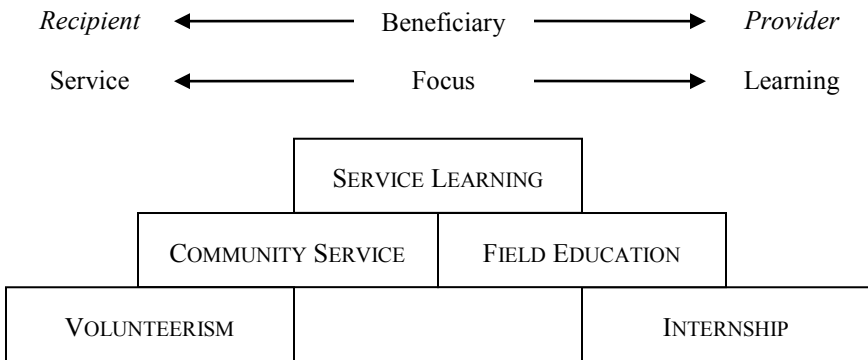 Recipient Beneficiary Provider
Service Focus Learning
SERVICE LEARNING
COMMUNITY SERVICE FIELD EDUCATION
VOLUNTEERISM INTERNSHIP